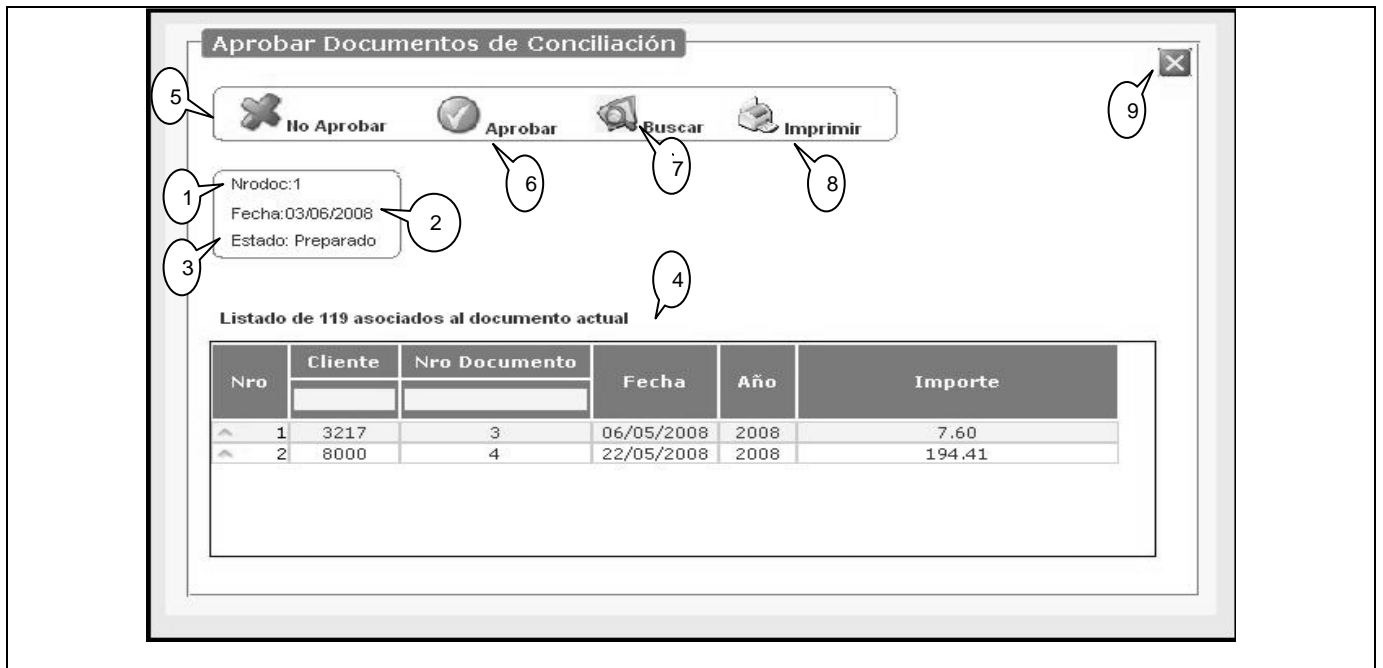 Aprobar Documentos de Conciliación
5
9
No Aprobar Aprobar Buscar Imprimir
6
7
8
1
Nrodoc:1
Fecha:03/06/2008
2
Estado: Preparado
3
4
Listado de 119 asociados al documento actual
Nro Cliente Nro Documento Fecha Año Importe
1 3217 3 06/05/2008 2008 7.60
2 8000 4 22/05/2008 2008 194.41